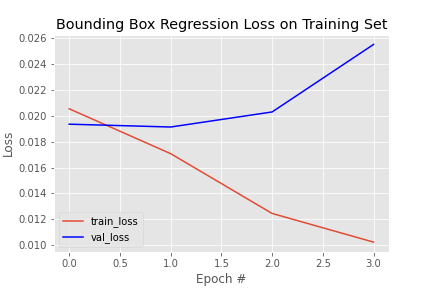 Bounding Box Regression Loss on Training Set
0.026
0.024
0.022
0.020
0.018
0.016
0.014
0.012
0.010
Loss
train_loss
val_loss
0.0 0.5 1.0 1.5 2.0 2.5 3.0
Epoch #